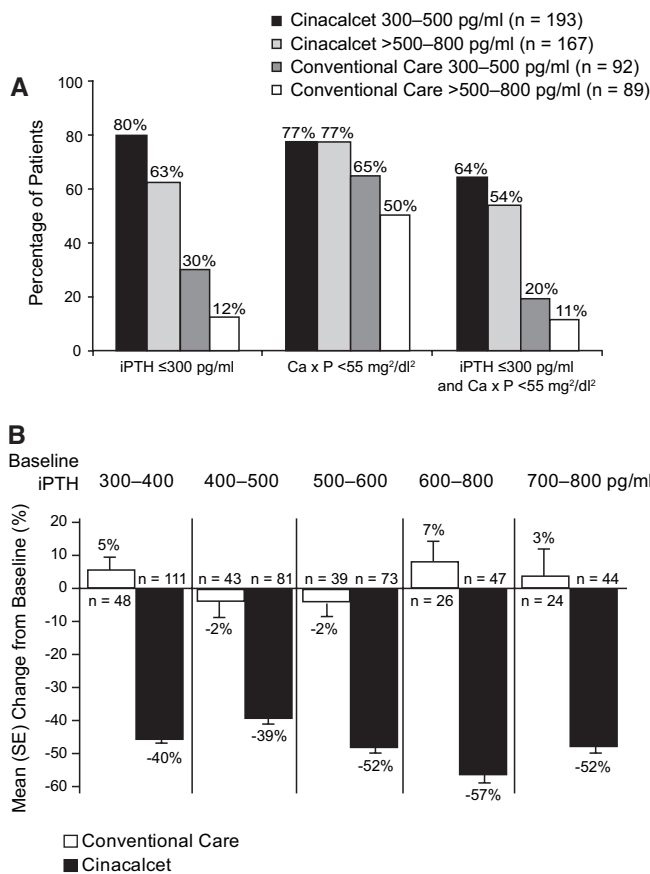 Cinacalcet 300–500 pg/ml (n = 193)
Cinacalcet >500–800 pg/ml (n = 167)
Conventional Care 300–500 pg/ml (n = 92)
Conventional Care >500–800 pg/ml (n = 89)
A
Percentage of Patients
100
80
60
40
20
0
80%
63%
30%
12%
77% 77%
65%
50%
64%
54%
20%
11%
iPTH ≤300 pg/ml
Ca x P <55 mg²/dl²
iPTH ≤300 pg/ml
and Ca x P <55 mg²/dl²
B
Baseline
iPTH 300–400 400–500 500–600 600–800 700–800 pg/ml
Mean (SE) Change from Baseline (%)
20
10
0
-10
-20
-30
-40
-50
-60
5%
n = 111
n = 48
-40%
n = 43 n = 81
-2%
-39%
n = 39 n = 73
-2%
-52%
7%
n = 47
n = 26
-57%
3%
n = 44
n = 24
-52%
Conventional Care
Cinacalcet